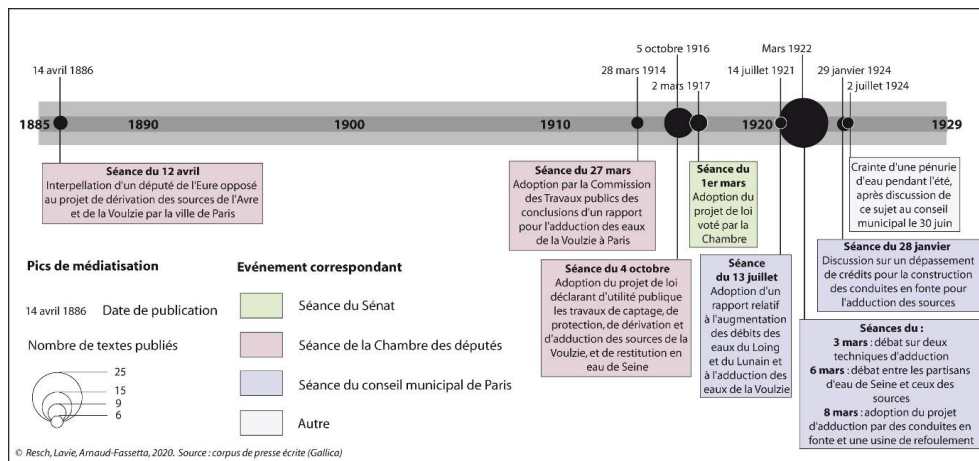 5 octobre 1916
Mars 1922
14 avril 1886
28 mars 1914
14 juillet 1921
29 janvier 1924
2 mars 1917
2 juillet 1924
1885
1890
1900
1910
1920
1929
Séance du 12 avril
Interpellation d'un député de l'Eure opposé
au projet de dérivation des sources de l'Avre
et de la Voulzie par la ville de Paris
Séance du 27 mars
Adoption par la Commission
des Travaux publics des
conclusions d'un rapport
pour l'adduction des eaux
de la Voulzie à Paris
Séance du
1er mars
Adoption du
projet de loi
voté par la
Chambre
Crainte d'une pénurie
d'eau pendant l'été,
après discussion de
ce sujet au conseil
municipal le 30 juin
Séance du 4 octobre
Adoption du projet de loi
déclarant d'utilité publique
les travaux de captage, de
protection, de dérivation et
d'adduction des sources de la
Voulzie, et de restitution en
eau de Seine
Séance
du 13 juillet
Adoption d'un
rapport relatif
à l'augmentation
des débits des
eaux du Loing
et du Lunain et
à l'adduction des
eaux de la Voulzie
Séance du 28 janvier
Discussion sur un dépassement
de crédits pour la construction
des conduites en fonte pour
l'adduction des sources
Séances du :
3 mars : débat sur deux
techniques d'adduction
6 mars : débat entre les partisans
d'eau de Seine et ceux des
sources
8 mars : adoption du projet
d'adduction par des conduites en
fonte et une usine de refoulement
Pics de médiatisation
14 avril 1886 Date de publication
Nombre de textes publiés
25
15
9
6
Evénement correspondant
Séance du Sénat
Séance de la Chambre des députés
Séance du conseil municipal de Paris
Autre
© Resch, Lavie, Arnaud-Fassetta, 2020. Source : corpus de presse écrite (Gallica)